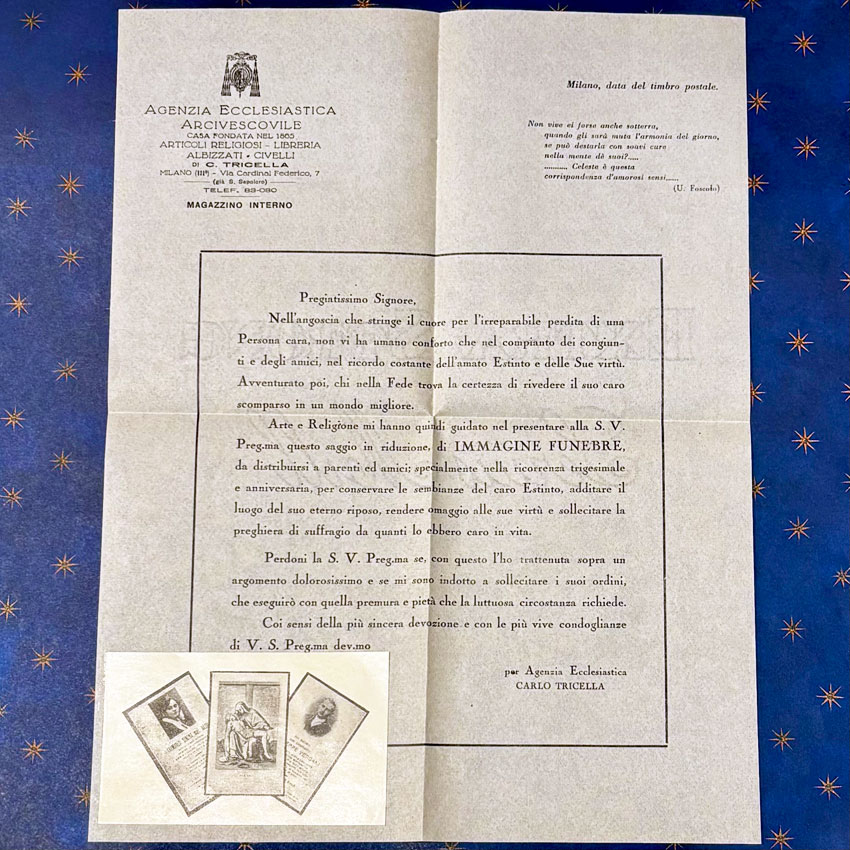 AGENZIA ECCLESIASTICA
ARCIVESCOVILE
CASA FONDATA NEL 1865
ARTICOLI RELIGIOSI - LIBRERIA
ALBIZZATI - CIVELLI
DI C. TRICELLA
MILANO (III°) - Via Cardinal Federico, 7
(già S. Sepolcro)
TELEF. 83-080
MAGAZZINO INTERNO
Milano, data del timbro postale.
Non vive ei forse anche sotterra,
quando gli sarà muta l'armonia del giorno,
se può destarla con soavi cure
nella mente dè suoi?.....
.......... Celeste è questa
corrispondenza d'amorosi sensi,.....
(U. Foscolo)
Pregiatissimo Signore,
Nell'angoscia che stringe il cuore per l'irreparabile perdita di una
Persona cara, non vi ha umano conforto che nel compianto dei congiun-
ti e degli amici, nel ricordo costante dell'amato Estinto e delle Sue virtù.
Avventurato poi, chi nella Fede trova la certezza di rivedere il suo caro
scomparso in un mondo migliore.
Arte e Religione mi hanno quindi guidato nel presentare alla S. V.
Preg.ma questo saggio in riduzione, di IMMAGINE FUNEBRE,
da distribuirsi a parenti ed amici; specialmente nella ricorrenza trigesimale
e anniversaria, per conservare le sembianze del caro Estinto, additare il
luogo del suo eterno riposo, rendere omaggio alle sue virtù e sollecitare la
preghiera di suffragio da quanti lo ebbero caro in vita.
Perdoni la S. V. Preg.ma se, con questo l'ho trattenuta sopra un
argomento dolorosissimo e se mi sono indotto a sollecitare i suoi ordini,
che eseguirò con quella premura e pietà che la luttuosa circostanza richiede.
Coi sensi della più sincera devozione e con le più vive condoglianze
di V. S. Preg.ma dev.mo
per Agenzia Ecclesiastica
CARLO TRICELLA